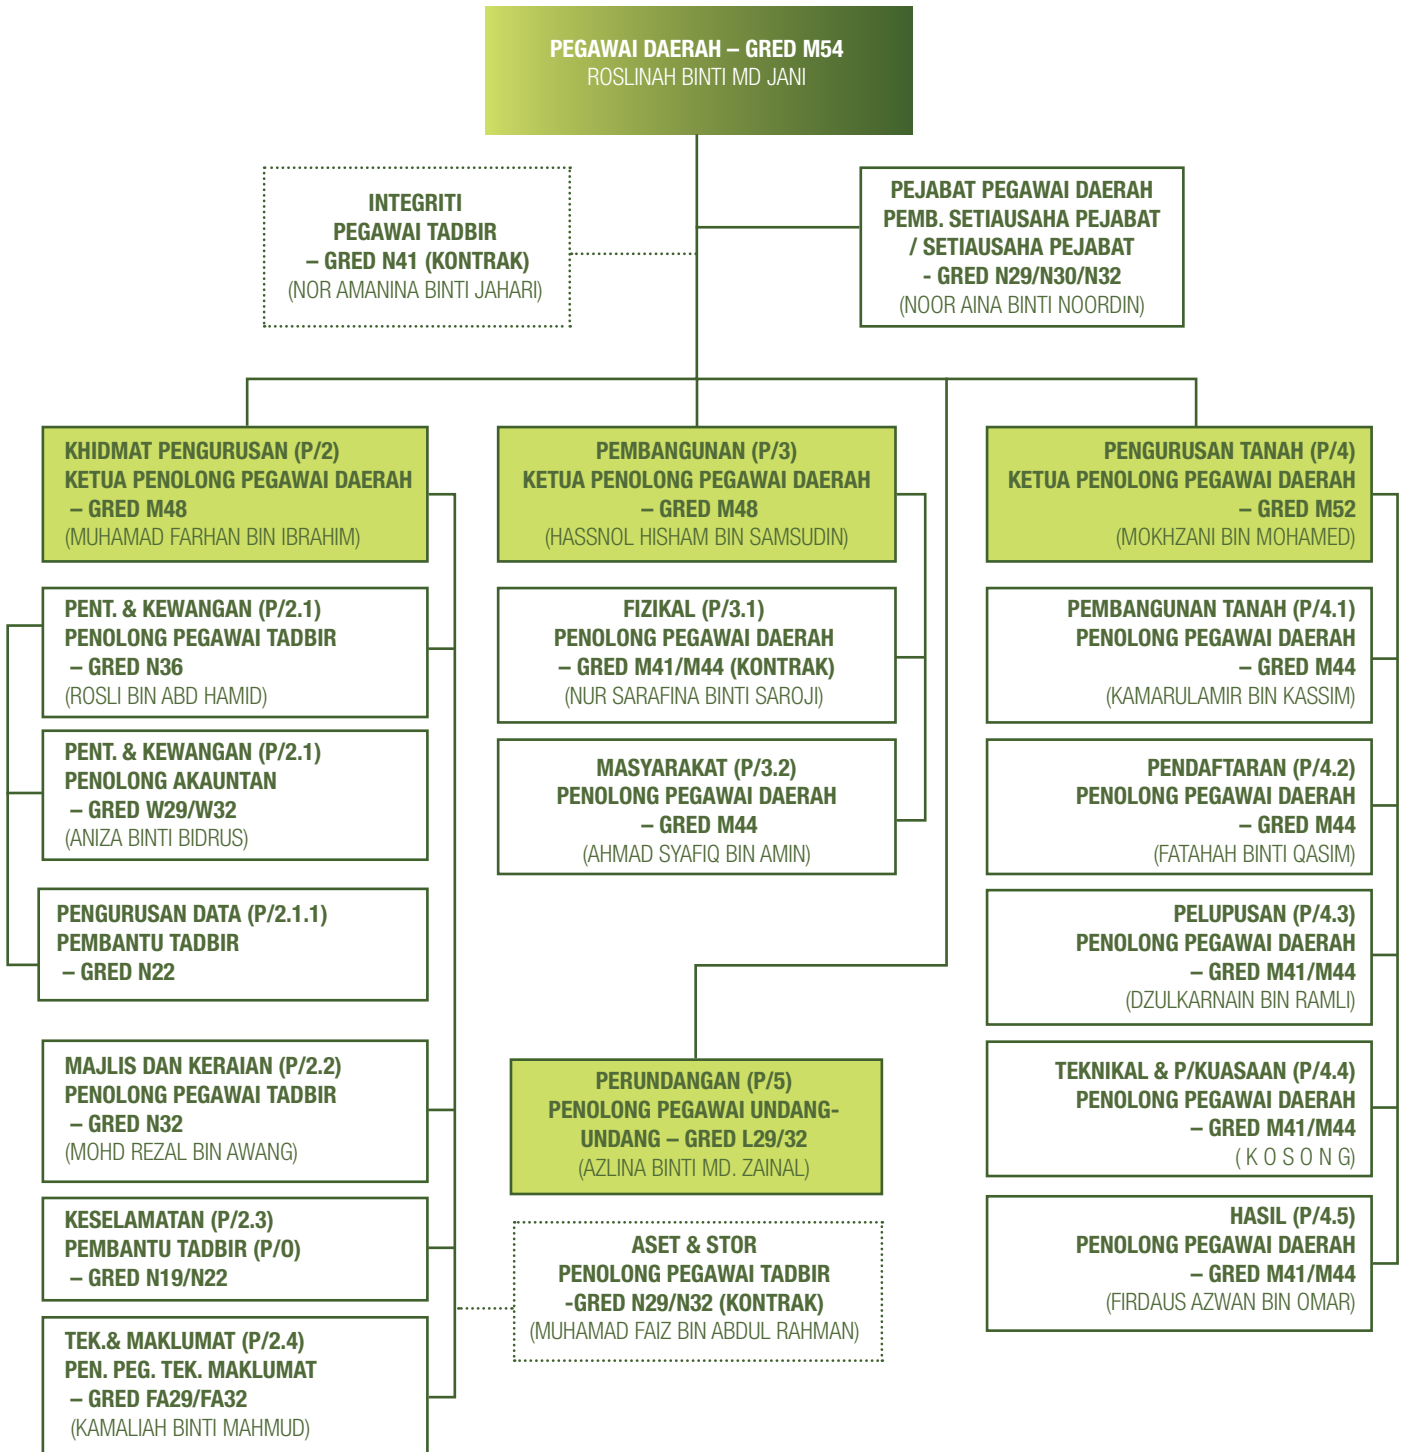 PEGAWAI DAERAH – GRED M54
ROSLINAH BINTI MD JANI
INTEGRITI
PEGAWAI TADBIR
– GRED N41 (KONTRAK)
(NOR AMANINA BINTI JAHARI)
PEJABAT PEGAWAI DAERAH
PEMB. SETIAUSAHA PEJABAT
/ SETIAUSAHA PEJABAT
- GRED N29/N30/N32
(NOOR AINA BINTI NOORDIN)
KHIDMAT PENGURUSAN (P/2)
KETUA PENOLONG PEGAWAI DAERAH
– GRED M48
(MUHAMAD FARHAN BIN IBRAHIM)
PENT. & KEWANGAN (P/2.1)
PENOLONG PEGAWAI TADBIR
– GRED N36
(ROSLI BIN ABD HAMID)
PENT. & KEWANGAN (P/2.1)
PENOLONG AKAUNTAN
– GRED W29/W32
(ANIZA BINTI BIDRUS)
PENGURUSAN DATA (P/2.1.1)
PEMBANTU TADBIR
– GRED N22
MAJLIS DAN KERAIAN (P/2.2)
PENOLONG PEGAWAI TADBIR
– GRED N32
(MOHD REZAL BIN AWANG)
KESELAMATAN (P/2.3)
PEMBANTU TADBIR (P/O)
– GRED N19/N22
TEK.& MAKLUMAT (P/2.4)
PEN. PEG. TEK. MAKLUMAT
– GRED FA29/FA32
(KAMALIAH BINTI MAHMUD)
PEMBANGUNAN (P/3)
KETUA PENOLONG PEGAWAI DAERAH
– GRED M48
(HASSNOL HISHAM BIN SAMSUDIN)
FIZIKAL (P/3.1)
PENOLONG PEGAWAI DAERAH
– GRED M41/M44 (KONTRAK)
(NUR SARAFINA BINTI SAROJI)
MASYARAKAT (P/3.2)
PENOLONG PEGAWAI DAERAH
– GRED M44
(AHMAD SYAFIQ BIN AMIN)
PERUNDANGAN (P/5)
PENOLONG PEGAWAI UNDANG-
UNDANG – GRED L29/32
(AZLINA BINTI MD. ZAINAL)
ASET & STOR
PENOLONG PEGAWAI TADBIR
-GRED N29/N32 (KONTRAK)
(MUHAMAD FAIZ BIN ABDUL RAHMAN)
PENGURUSAN TANAH (P/4)
KETUA PENOLONG PEGAWAI DAERAH
– GRED M52
(MOKHZANI BIN MOHAMED)
PEMBANGUNAN TANAH (P/4.1)
PENOLONG PEGAWAI DAERAH
– GRED M44
(KAMARULAMIR BIN KASSIM)
PENDAFTARAN (P/4.2)
PENOLONG PEGAWAI DAERAH
– GRED M44
(FATAHAH BINTI QASIM)
PELUPUSAN (P/4.3)
PENOLONG PEGAWAI DAERAH
– GRED M41/M44
(DZULKARNAIN BIN RAMLI)
TEKNIKAL & P/KUASAAN (P/4.4)
PENOLONG PEGAWAI DAERAH
– GRED M41/M44
( K O S O N G)
HASIL (P/4.5)
PENOLONG PEGAWAI DAERAH
– GRED M41/M44
(FIRDAUS AZWAN BIN OMAR)